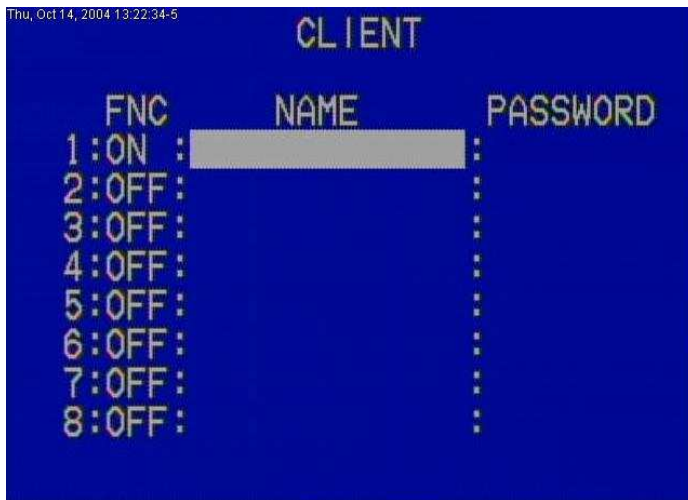 Thu, Oct 14, 2004 13:22:34-5
CLIENT
FNC NAME PASSWORD
1:ON : :
2:OFF: :
3:OFF: :
4:OFF: :
5:OFF: :
6:OFF: :
7:OFF: :
8:OFF: :